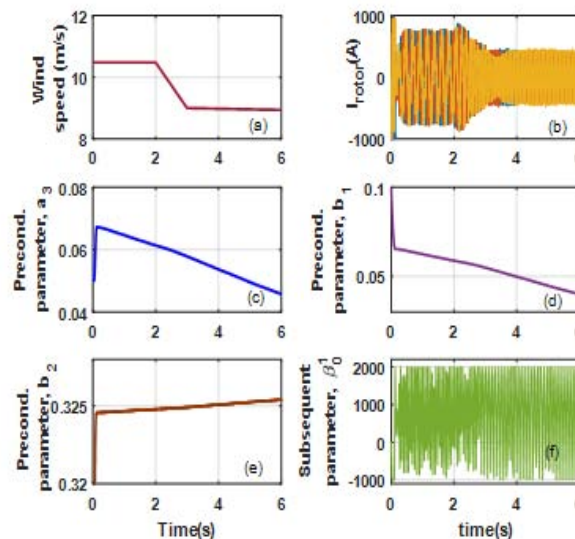 12
10
8
Wind
speed (m/s)
(a)
0 2 4 6
1000
0
-1000
I_rotor(A)
(b)
0 2 4 6
0.08
0.06
0.04
Precond.
parameter, a_3
(c)
0 2 4 6
0.1
0.05
Precond.
parameter, b_1
(d)
0 2 4 6
0.325
0.32
Precond.
parameter, b_2
(e)
0 2 4 6
Time(s)
2000
1000
0
-1000
Subsequent
parameter, β_0^1
(f)
0 2 4 6
time(s)